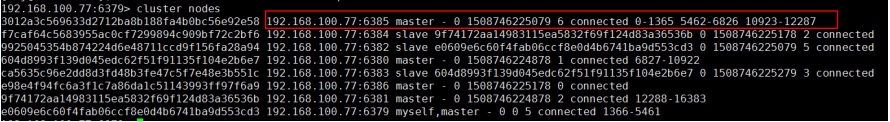 192.168.100.77:6379> cluster nodes
3012a3c569633d2712ba8b188fa4b0bc56e92e58 192.168.100.77:6385 master - 0 1508746225079 6 connected 0-1365 5462-6826 10923-12287
f7caf64c5683955ac0cf7299894c909bf72c2bf6 192.168.100.77:6384 slave 9f74172aa14983115ea5832f69f124d83a36536b 0 1508746225178 2 connected
9925045354b874224d6e48711ccd9f156fa28a94 192.168.100.77:6382 slave e0609e6c60f4fab06ccf8e0d4b6741ba9d553cd3 0 1508746225079 5 connected
604d8993f139d045edc62f51f91135f104e2b6e7 192.168.100.77:6380 master - 0 1508746224878 1 connected 6827-10922
ca5635c96e2dd8d3fd48b3fe47c5f7e48e3b551c 192.168.100.77:6383 slave 604d8993f139d045edc62f51f91135f104e2b6e7 0 1508746225279 3 connected
e98e4f94fc6a3f1c7a86da1c51143993ff97f6a9 192.168.100.77:6386 master - 0 1508746225178 0 connected
9f74172aa14983115ea5832f69f124d83a36536b 192.168.100.77:6381 master - 0 1508746224878 2 connected 12288-16383
e0609e6c60f4fab06ccf8e0d4b6741ba9d553cd3 192.168.100.77:6379 myself,master - 0 0 5 connected 1366-5461